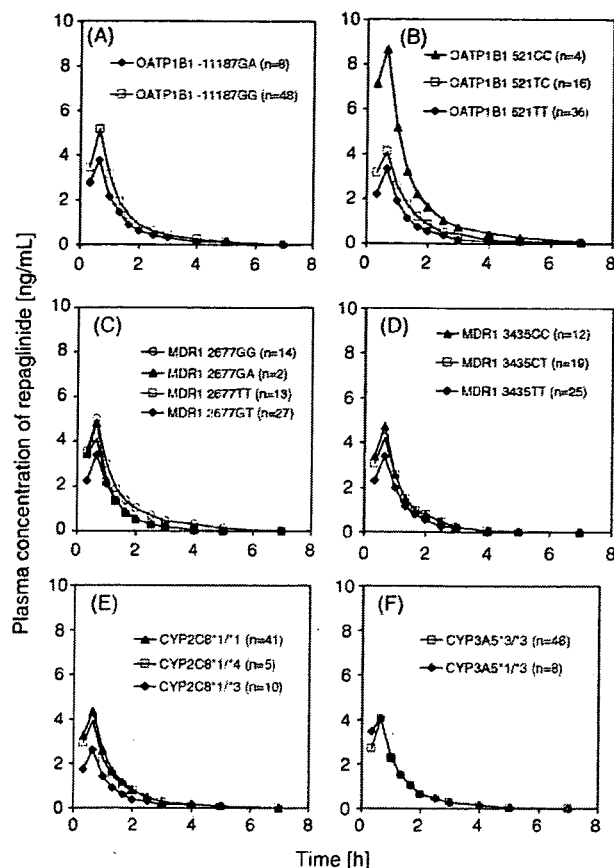 Plasma concentration of repaglinide [ng/mL]
(A)
OATP1B1 -11187GA (n=8)
OATP1B1 -11187GG (n=48)
10
8
6
4
2
0
0 2 4 6 8
(B)
OATP1B1 521CC (n=4)
OATP1B1 521TC (n=16)
OATP1B1 521TT (n=36)
10
8
6
4
2
0
0 2 4 6 8
(C)
MDR1 2677GG (n=14)
MDR1 2677GA (n=2)
MDR1 2677TT (n=13)
MDR1 2677GT (n=27)
10
8
6
4
2
0
0 2 4 6 8
(D)
MDR1 3435CC (n=12)
MDR1 3435CT (n=19)
MDR1 3435TT (n=25)
10
8
6
4
2
0
0 2 4 6 8
(E)
CYP2C8*1/*1 (n=41)
CYP2C8*1/*4 (n=5)
CYP2C8*1/*3 (n=10)
10
8
6
4
2
0
0 2 4 6 8
(F)
CYP3A5*3/*3 (n=48)
CYP3A5*1/*3 (n=8)
10
8
6
4
2
0
0 2 4 6 8
Time [h]